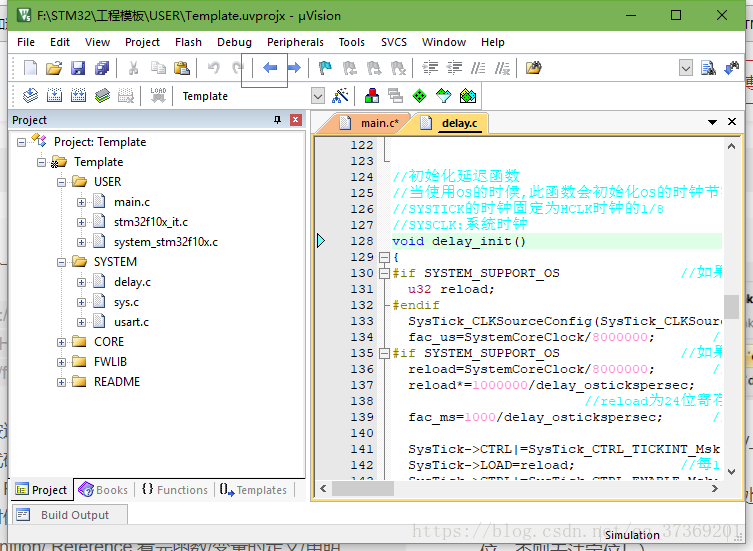 F:\STM32\工程模板\USER\Template.uvprojx - µVision
File Edit View Project Flash Debug Peripherals Tools SVCS Window Help
LOAD
Template
Project
main.c*
delay.c
Project: Template
Template
USER
main.c
stm32f10x_it.c
system_stm32f10x.c
SYSTEM
delay.c
sys.c
usart.c
CORE
FWLIB
README
122
123
124 //初始化延迟函数
125 //当使用OS的时候,此函数会初始化OS的时钟节
126 //SYSTICK的时钟固定为HCLK时钟的1/8
127 //SYSCLK:系统时钟
128 void delay_init()
129 {
130 #if SYSTEM_SUPPORT_OS //如果
131 u32 reload;
132 #endif
133 SysTick_CLKSourceConfig(SysTick_CLKSour
134 fac_us=SystemCoreClock/8000000; /
135 #if SYSTEM_SUPPORT_OS //如果
136 reload=SystemCoreClock/8000000; /
137 reload*=1000000/delay_ostickspersec;
138 //reload为24位寄存
139 fac_ms=1000/delay_ostickspersec; /
140
141 SysTick->CTRL|=SysTick_CTRL_TICKINT_Msk
142 SysTick->LOAD=reload; //每1
143 SysTick->CTRL|=SysTick_CTRL_ENABLE_Msk
Project Books {} Functions Templates
Build Output
Simulation
https://blog.csdn.net/qq_37369201